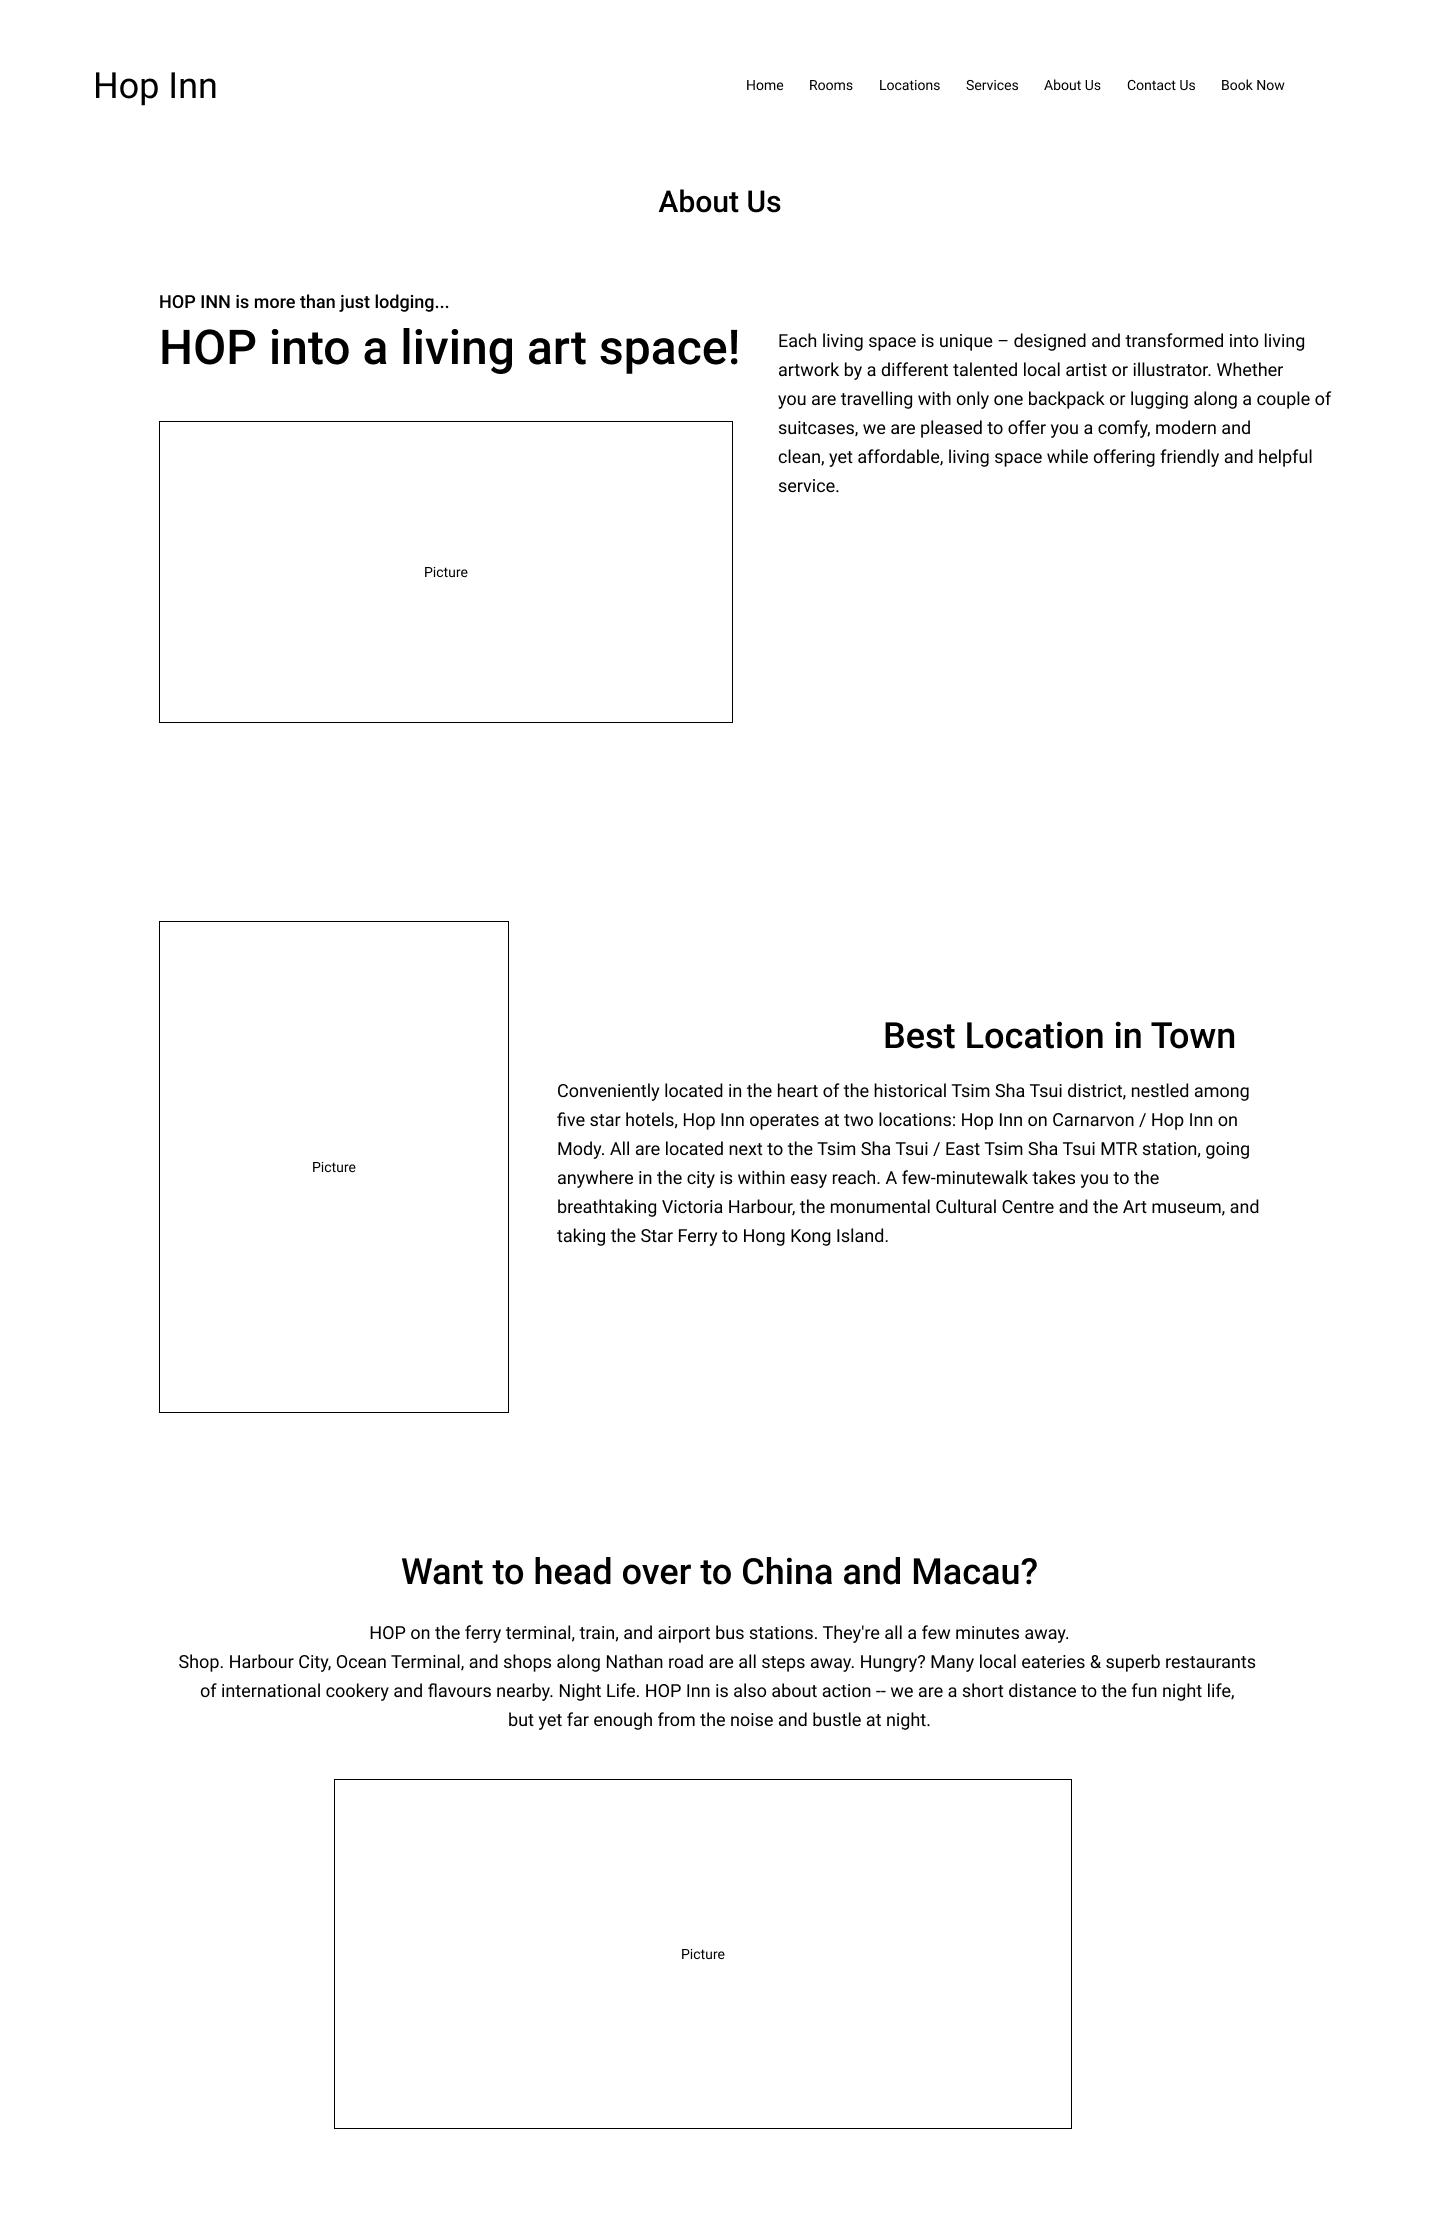 Hop Inn
Home Rooms Locations Services About Us Contact Us Book Now
About Us
HOP INN is more than just lodging...
HOP into a living art space!
Each living space is unique – designed and transformed into living
artwork by a different talented local artist or illustrator. Whether
you are travelling with only one backpack or lugging along a couple of
suitcases, we are pleased to offer you a comfy, modern and
clean, yet affordable, living space while offering friendly and helpful
service.
Picture
Picture
Best Location in Town
Conveniently located in the heart of the historical Tsim Sha Tsui district, nestled among
five star hotels, Hop Inn operates at two locations: Hop Inn on Carnarvon / Hop Inn on
Mody. All are located next to the Tsim Sha Tsui / East Tsim Sha Tsui MTR station, going
anywhere in the city is within easy reach. A few-minutewalk takes you to the
breathtaking Victoria Harbour, the monumental Cultural Centre and the Art museum, and
taking the Star Ferry to Hong Kong Island.
Want to head over to China and Macau?
HOP on the ferry terminal, train, and airport bus stations. They're all a few minutes away.
Shop. Harbour City, Ocean Terminal, and shops along Nathan road are all steps away. Hungry? Many local eateries & superb restaurants
of international cookery and flavours nearby. Night Life. HOP Inn is also about action -- we are a short distance to the fun night life,
but yet far enough from the noise and bustle at night.
Picture